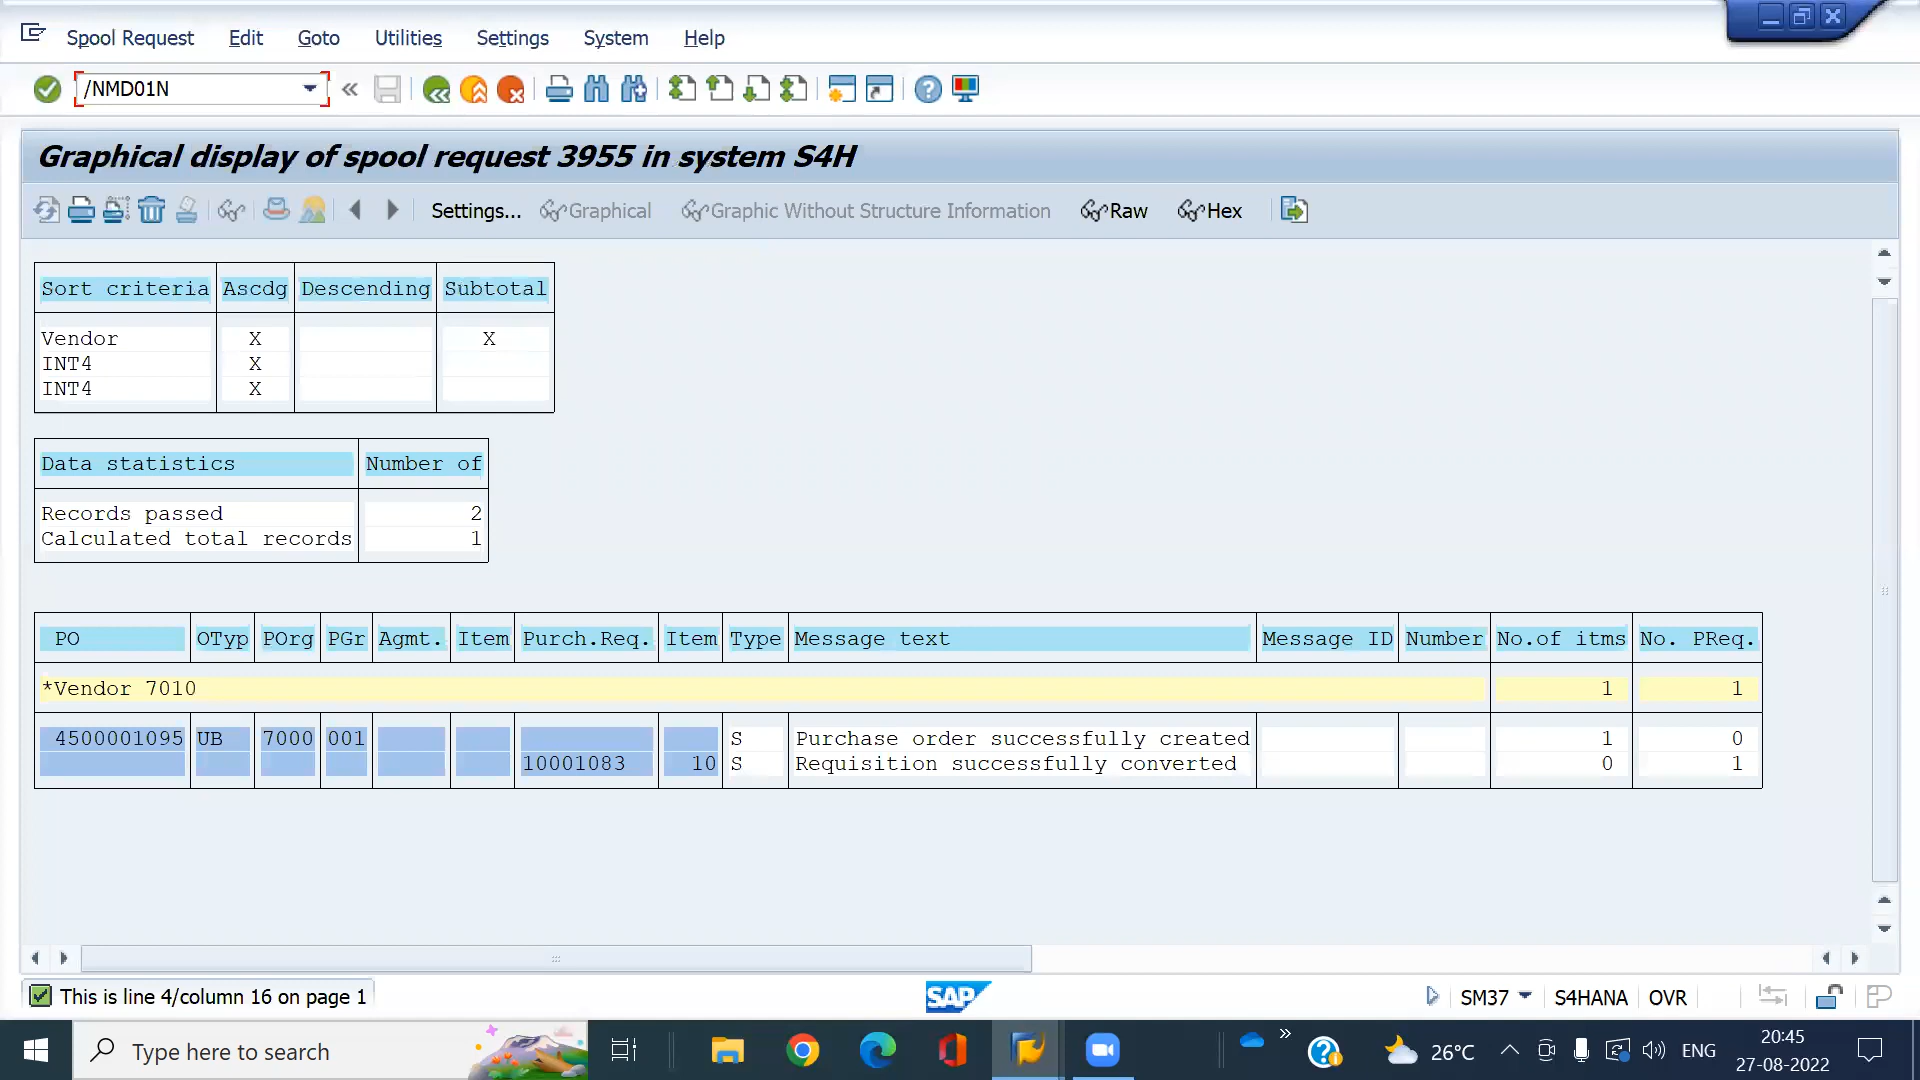 Spool Request Edit Goto Utilities Settings System Help
/NMD01N
Graphical display of spool request 3955 in system S4H
Settings... Graphical Graphic Without Structure Information Raw Hex
Sort criteria Ascdg Descending Subtotal
Vendor X X
INT4 X
INT4 X
Data statistics Number of
Records passed 2
Calculated total records 1
PO OTyp POrg PGr Agmt. Item Purch.Req. Item Type Message text Message ID Number No.of itms No. PReq.
*Vendor 7010 1 1
4500001095 UB 7000 001 S Purchase order successfully created 1 0
10001083 10 S Requisition successfully converted 0 1
This is line 4/column 16 on page 1
SAP
SM37 S4HANA OVR
Type here to search
26°C ENG
20:45
27-08-2022